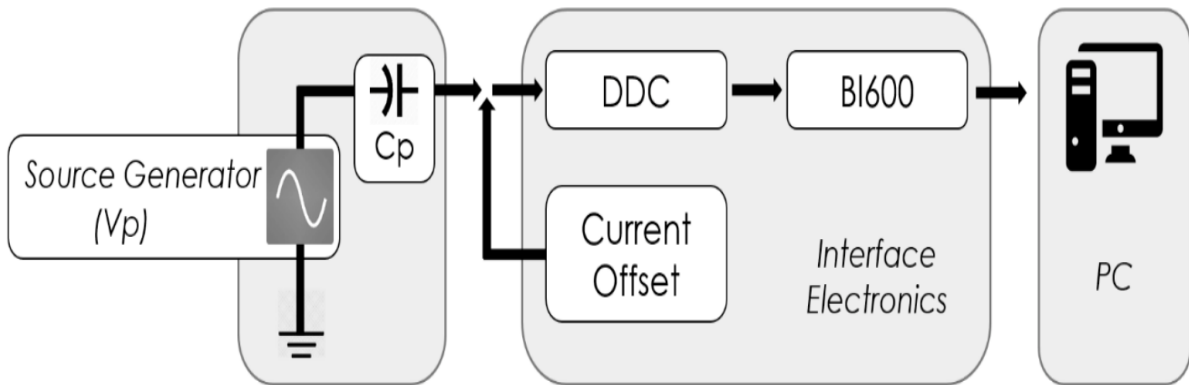 Source Generator
(Vp)
Cp
DDC
BI600
Current
Offset
Interface
Electronics
PC